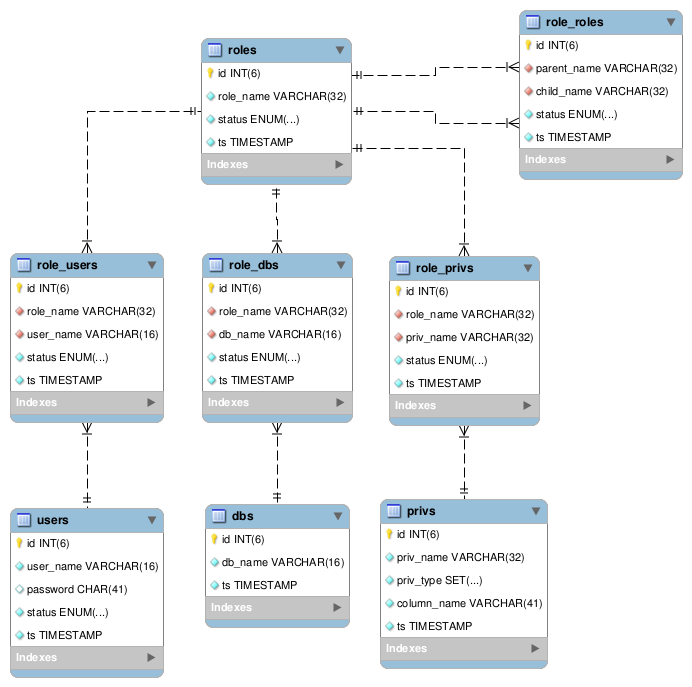 roles
id INT(6)
role_name VARCHAR(32)
status ENUM(...)
ts TIMESTAMP
Indexes
role_roles
id INT(6)
parent_name VARCHAR(32)
child_name VARCHAR(32)
status ENUM(...)
ts TIMESTAMP
Indexes
role_users
id INT(6)
role_name VARCHAR(32)
user_name VARCHAR(16)
status ENUM(...)
ts TIMESTAMP
Indexes
role_dbs
id INT(6)
role_name VARCHAR(32)
db_name VARCHAR(16)
status ENUM(...)
ts TIMESTAMP
Indexes
role_privs
id INT(6)
role_name VARCHAR(32)
priv_name VARCHAR(32)
status ENUM(...)
ts TIMESTAMP
Indexes
users
id INT(6)
user_name VARCHAR(16)
password CHAR(41)
status ENUM(...)
ts TIMESTAMP
Indexes
dbs
id INT(6)
db_name VARCHAR(16)
ts TIMESTAMP
Indexes
privs
id INT(6)
priv_name VARCHAR(32)
priv_type SET(...)
column_name VARCHAR(41)
ts TIMESTAMP
Indexes